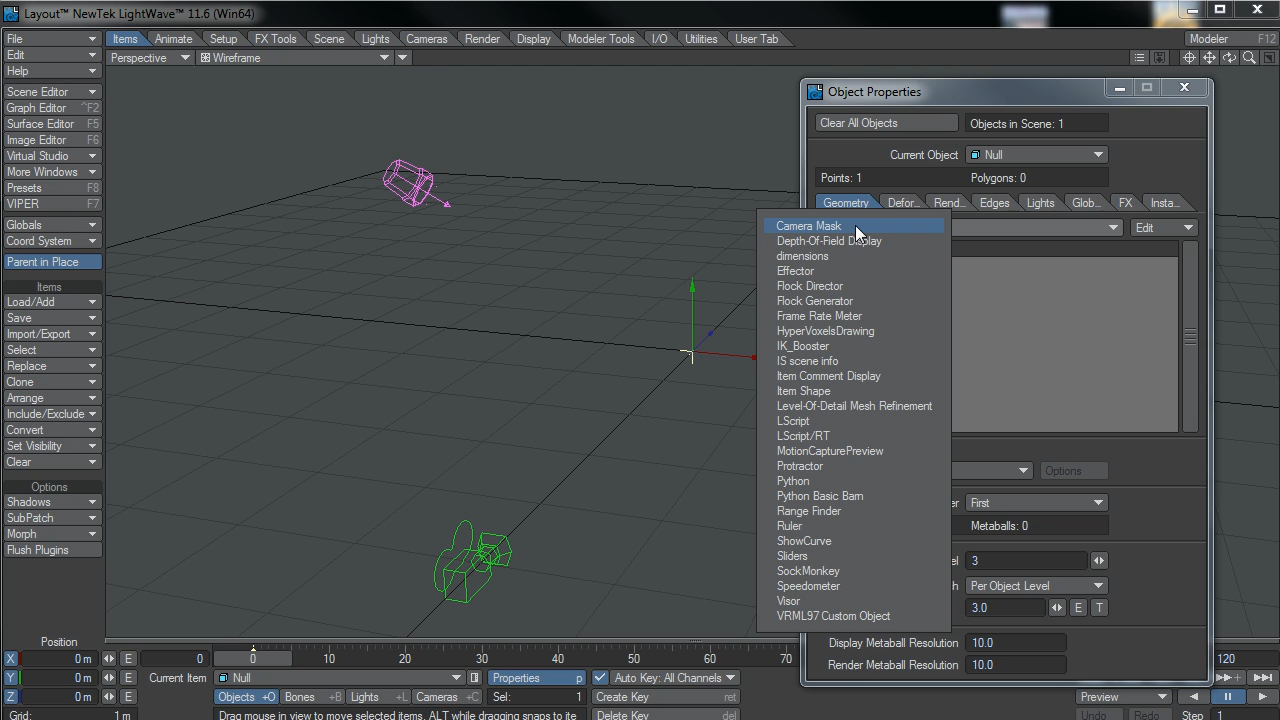 Layout™ NewTek LightWave™ 11.6 (Win64)
File
Items
Animate
Setup
FX Tools
Scene
Lights
Cameras
Render
Display
Modeler Tools
I/O
Utilities
User Tab
Modeler F12
Edit
Perspective
Wireframe
Help
Scene Editor
Graph Editor ^F2
Surface Editor F5
Image Editor F6
Virtual Studio
More Windows
Presets F8
VIPER F7
Globals
Coord System
Parent in Place
Items
Load/Add
Save
Import/Export
Select
Replace
Clone
Arrange
Include/Exclude
Convert
Set Visibility
Clear
Options
Shadows
SubPatch
Morph
Flush Plugins
Object Properties
Clear All Objects
Objects in Scene: 1
Current Object
Null
Points: 1
Polygons: 0
Geometry
Defor...
Rend...
Edges
Lights
Glob...
FX
Insta...
Edit
Camera Mask
Depth-Of-Field Display
dimensions
Effector
Flock Director
Flock Generator
Frame Rate Meter
HyperVoxelsDrawing
IK_Booster
IS scene info
Item Comment Display
Item Shape
Level-Of-Detail Mesh Refinement
LScript
LScript/RT
MotionCapturePreview
Protractor
Python
Python Basic Barn
Range Finder
Ruler
ShowCurve
Sliders
SockMonkey
Speedometer
Visor
VRML97 Custom Object
Options
First
Metaballs: 0
3
Per Object Level
3.0
E
T
Display Metaball Resolution 10.0
Render Metaball Resolution 10.0
Position
X 0 m E
0
0 10 20 30 40 50 60 70 120
Y 0 m E
Current Item
Null
Properties p
Auto Key: All Channels
Z 0 m E
Objects +O
Bones +B
Lights +L
Cameras +C
Sel: 1
Create Key ret
Preview
Grid: 1 m
Drag mouse in view to move selected items. ALT while dragging snaps to ite
Delete Key del
Undo
Redo
Step 1